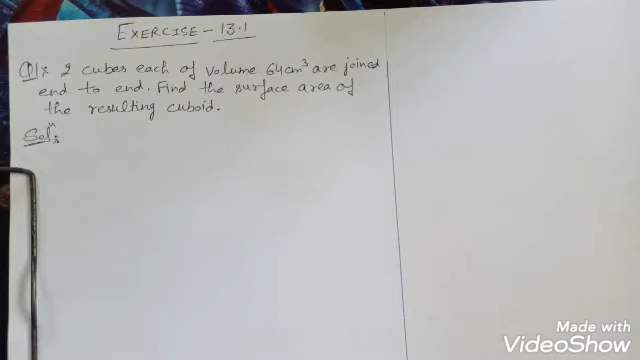 EXERCISE-13.1
Q1* 2 cubes each of volume 64cm³ are joined
end to end. Find the surface area of
the resulting cuboid.
Solⁿ:
Made with
VideoShow